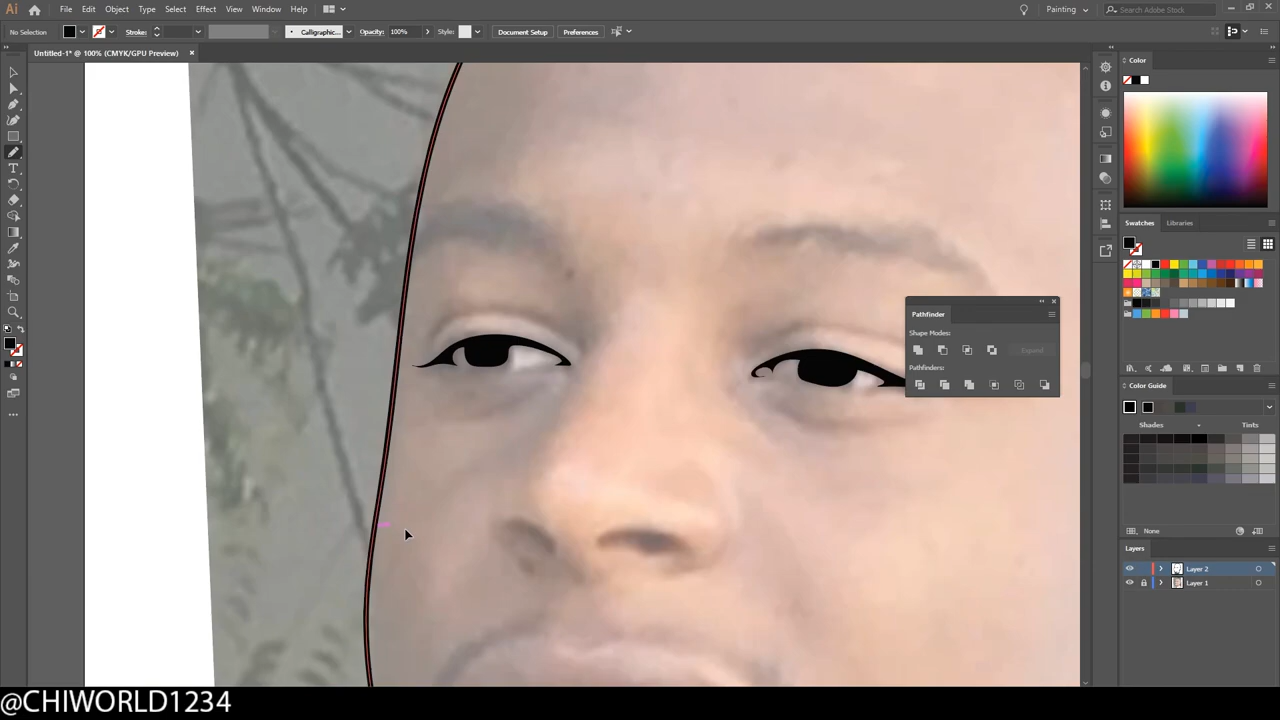 Ai File Edit Object Type Select Effect View Window Help Painting Search Adobe Stock
No Selection Stroke: Calligraphic... Opacity: 100% Style: Document Setup Preferences
Untitled-1* @ 100% (CMYK/GPU Preview)
Color
Swatches Libraries
Pathfinder
Shape Modes:
Expand
Pathfinders:
Color Guide
Shades Tints
None
Layers
Layer 2
Layer 1
@CHIWORLD1234